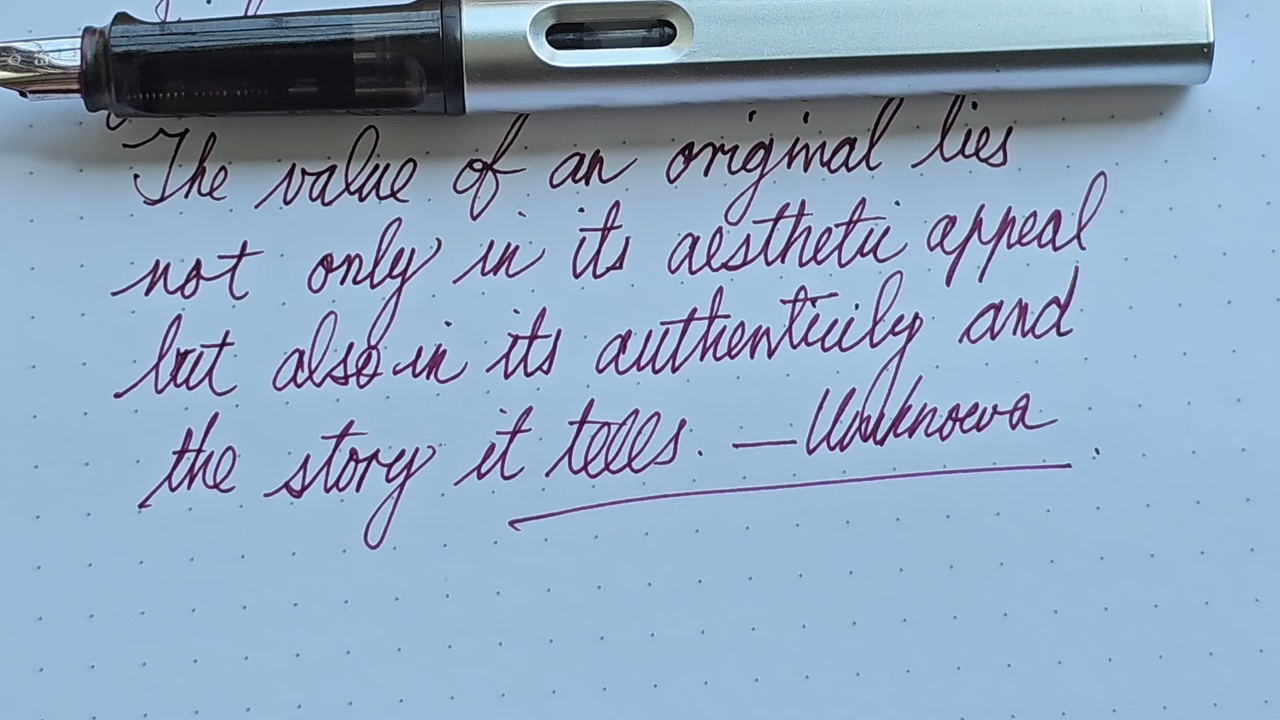 The value of an original lies
not only in its aesthetic appeal
but also in its authenticity and
the story it tells. — Unknown